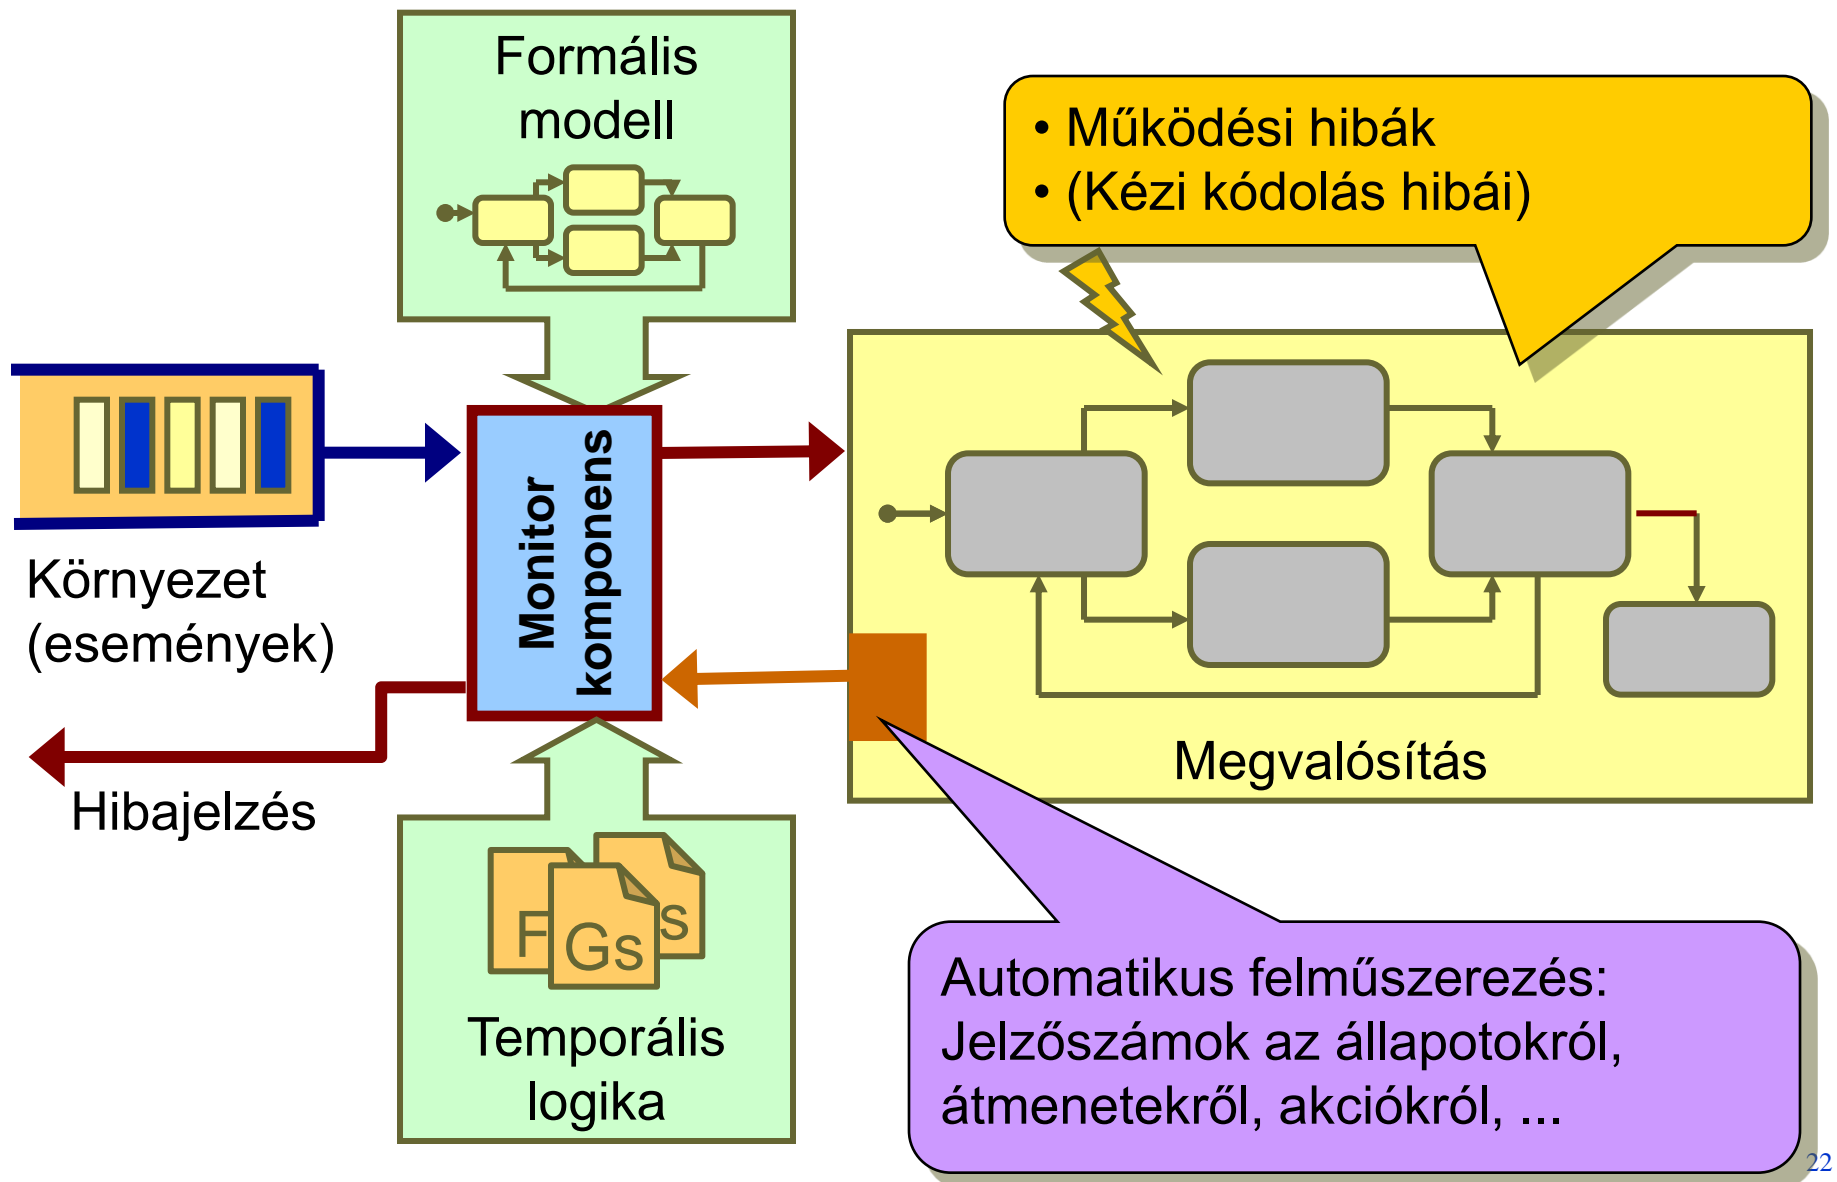 Formális
modell
• Működési hibák
• (Kézi kódolás hibái)
Környezet
(események)
Monitor
komponens
Megvalósítás
Hibajelzés
F
Gs
s
Temporális
logika
Automatikus felműszerezés:
Jelzőszámok az állapotokról,
átmenetekről, akciókról, ...
22